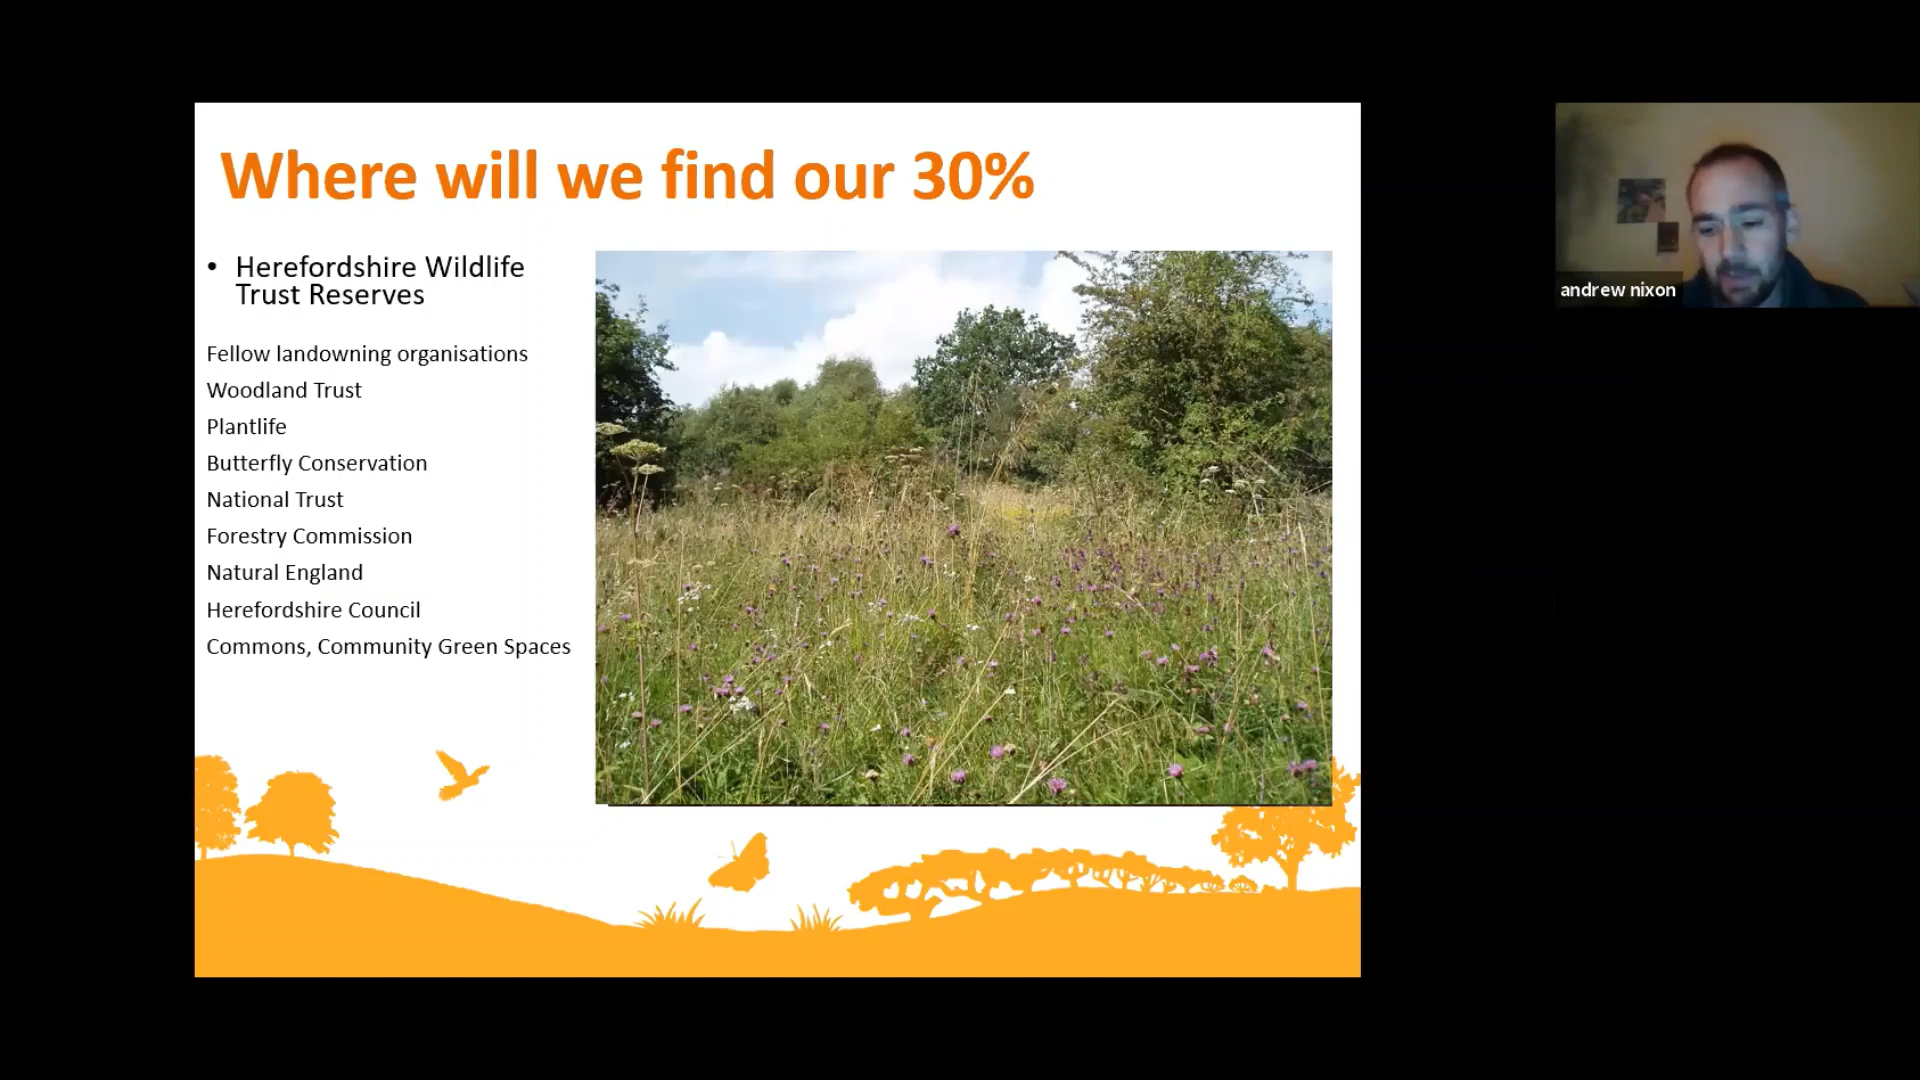 Where will we find our 30%
• Herefordshire Wildlife
Trust Reserves
Fellow landowning organisations
Woodland Trust
Plantlife
Butterfly Conservation
National Trust
Forestry Commission
Natural England
Herefordshire Council
Commons, Community Green Spaces
andrew nixon